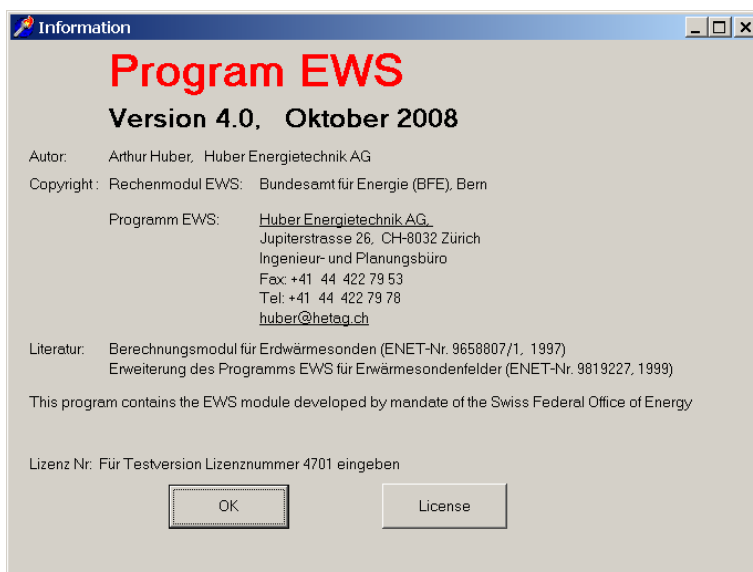 Information
Program EWS
Version 4.0, Oktober 2008
Autor: Arthur Huber, Huber Energietechnik AG
Copyright: Rechenmodul EWS: Bundesamt für Energie (BFE), Bern
Programm EWS: Huber Energietechnik AG,
Jupiterstrasse 26, CH-8032 Zürich
Ingenieur- und Planungsbüro
Fax: +41 44 422 79 53
Tel: +41 44 422 79 78
huber@hetag.ch
Literatur: Berechnungsmodul für Erdwärmesonden (ENET-Nr. 9658807/1, 1997)
Erweiterung des Programms EWS für Erwärmesondenfelder (ENET-Nr. 9819227, 1999)
This program contains the EWS module developed by mandate of the Swiss Federal Office of Energy
Lizenz Nr: Für Testversion Lizenznummer 4701 eingeben
OK License